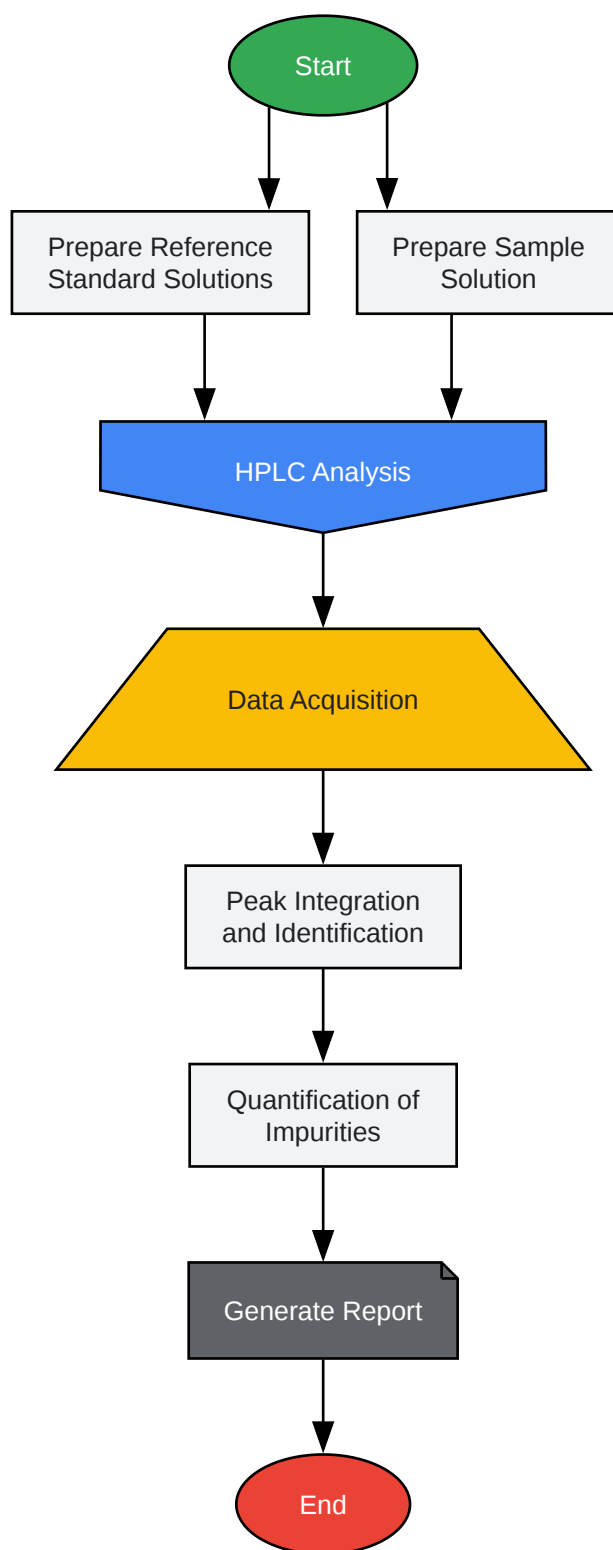 Start
Prepare Reference
Standard Solutions
Prepare Sample
Solution
HPLC Analysis
Data Acquisition
Peak Integration
and Identification
Quantification of
Impurities
Generate Report
End